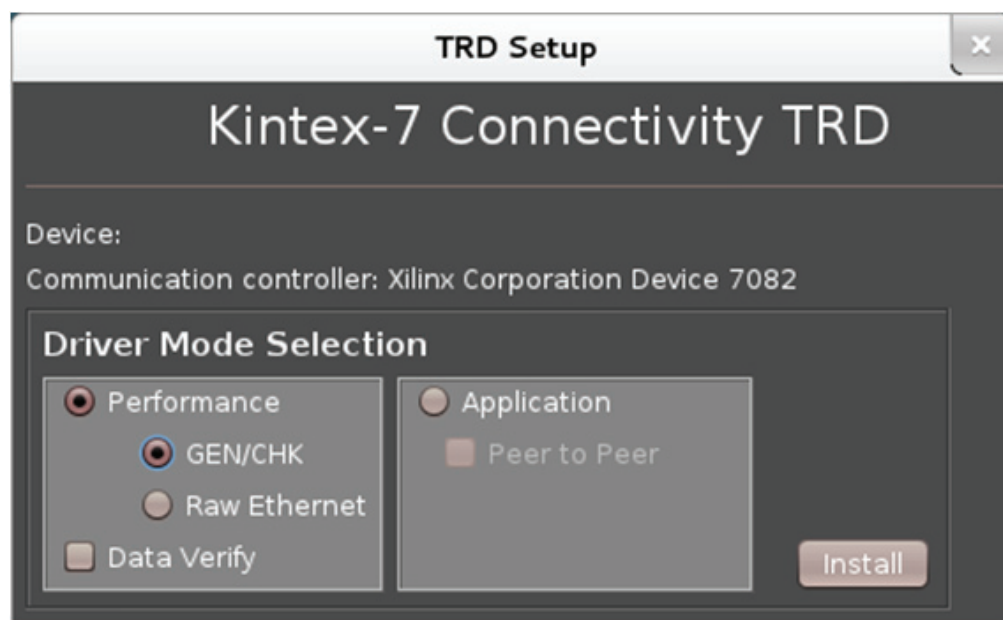 TRD Setup
Kintex-7 Connectivity TRD
Device:
Communication controller: Xilinx Corporation Device 7082
Driver Mode Selection
Performance
GEN/CHK
Raw Ethernet
Data Verify
Application
Peer to Peer
Install